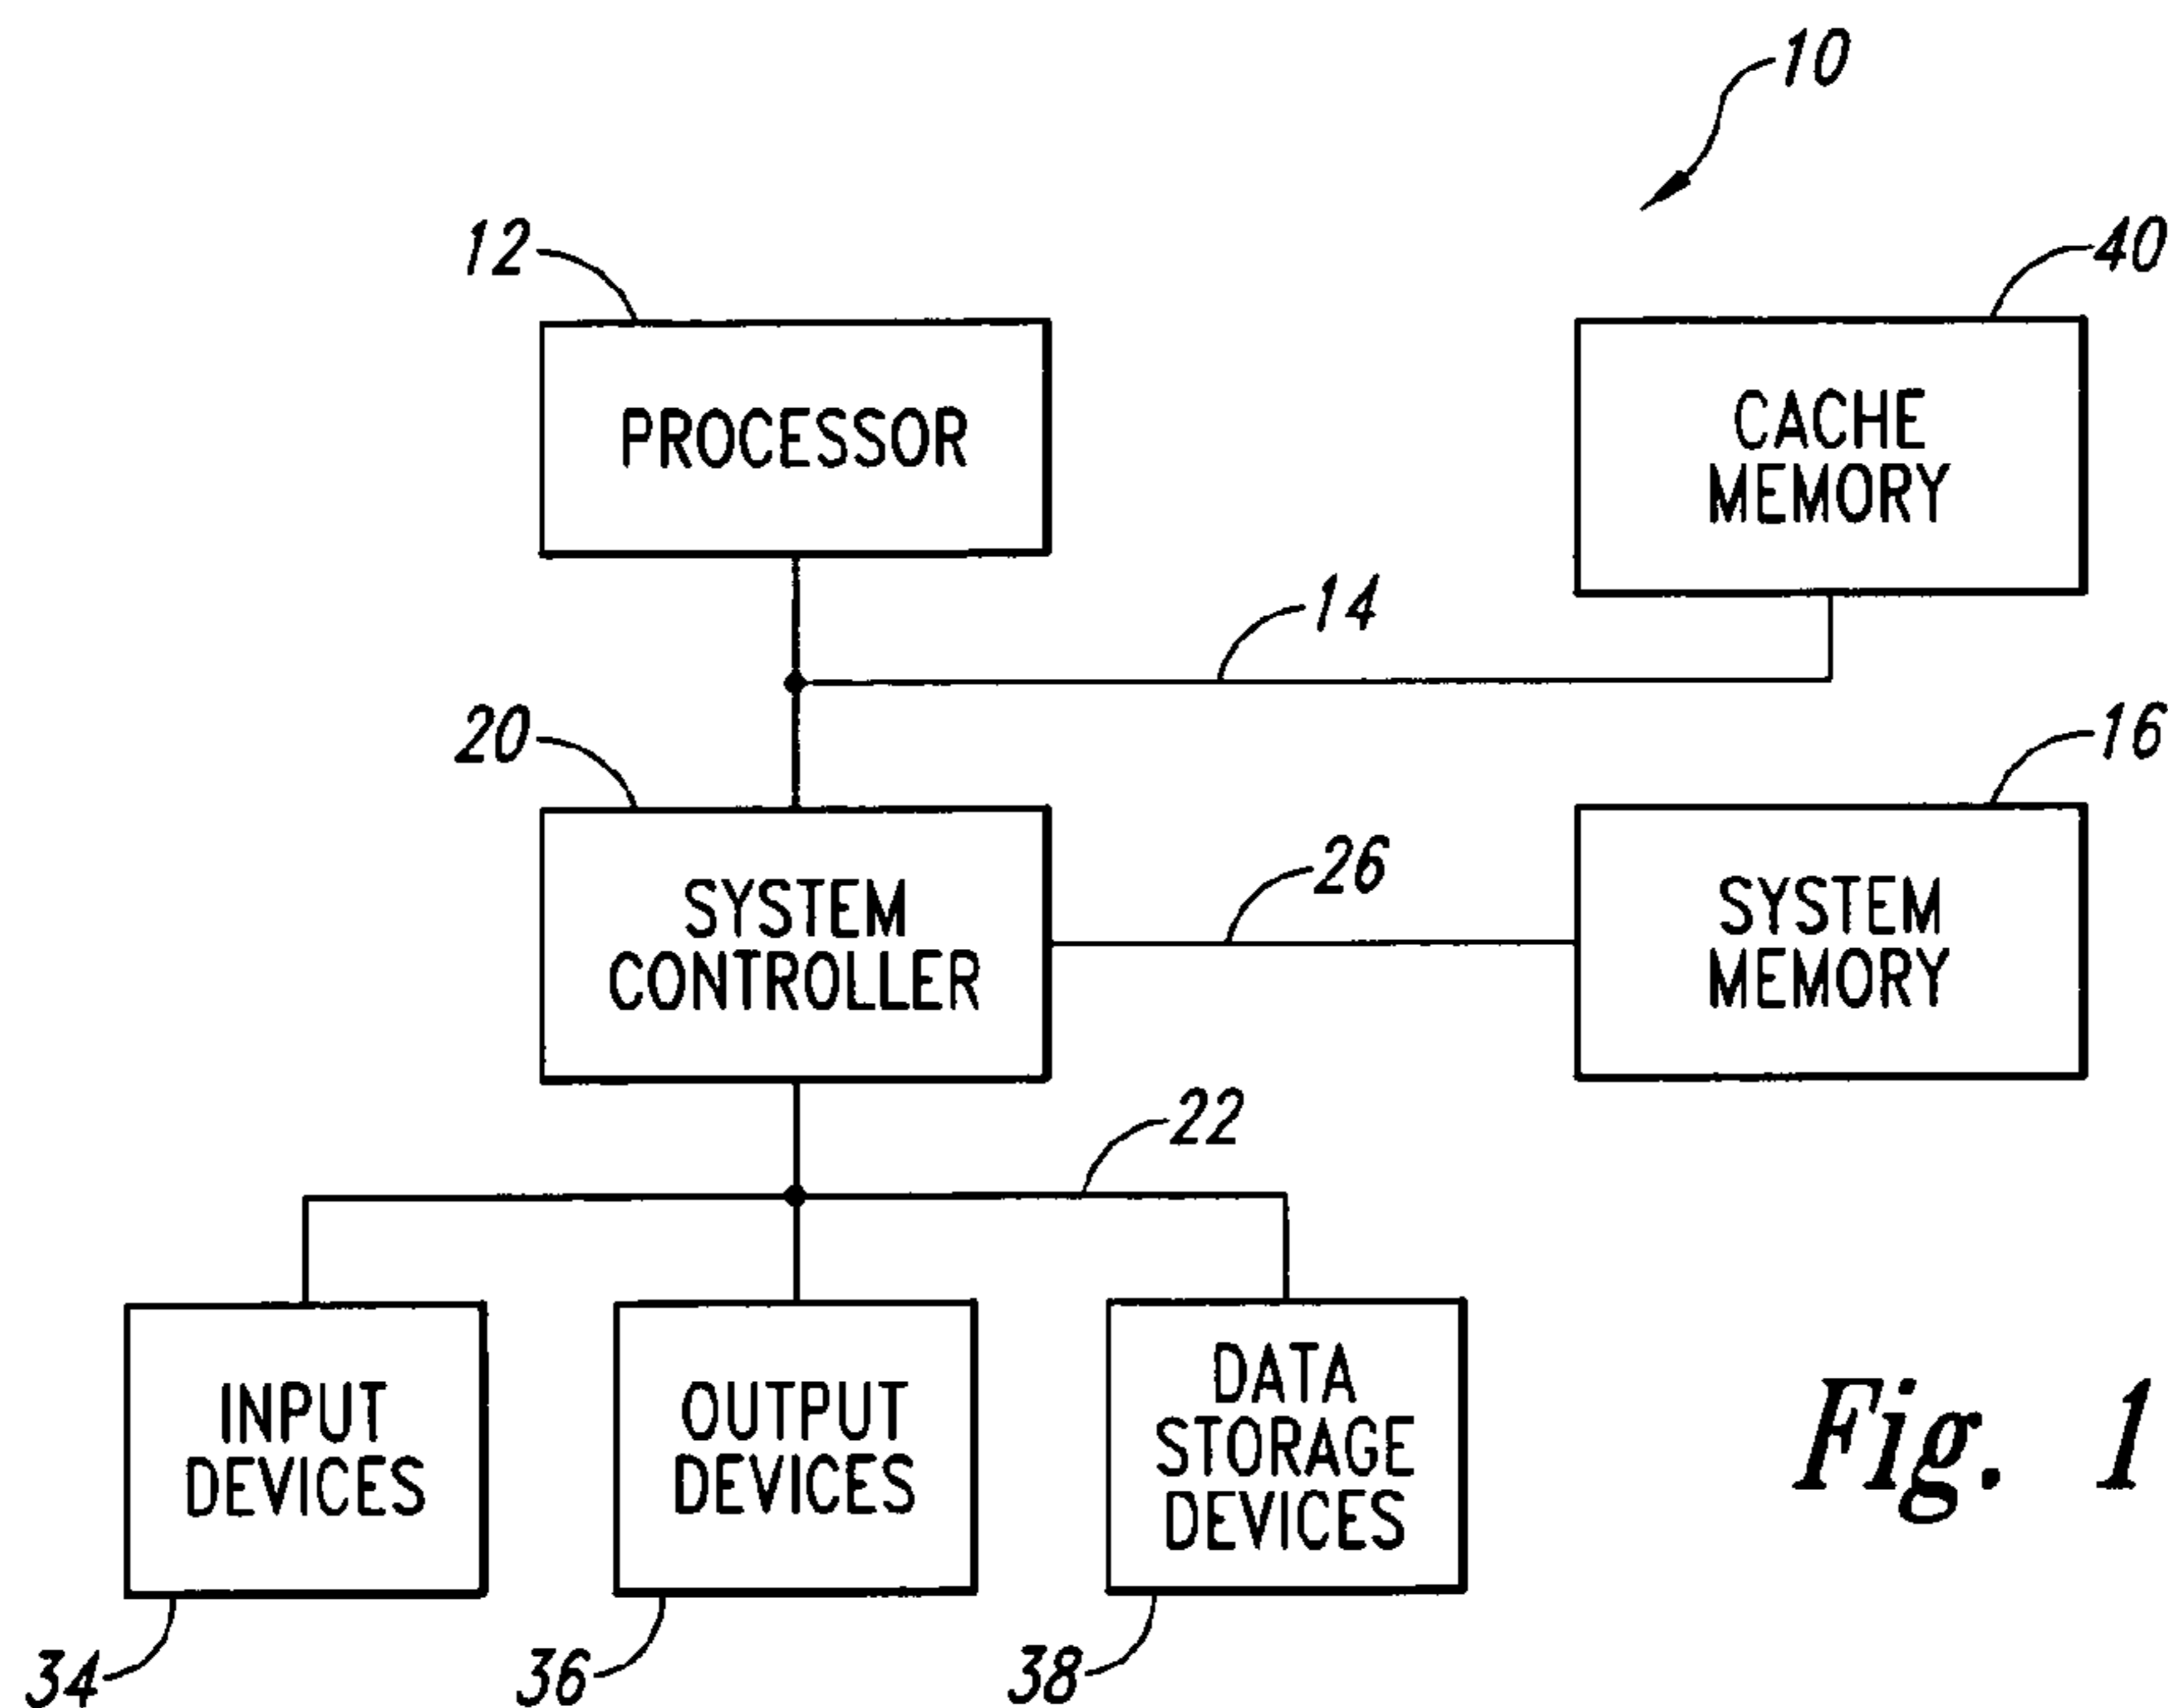 10
12
40
PROCESSOR
CACHE
MEMORY
14
20
16
26
SYSTEM
CONTROLLER
SYSTEM
MEMORY
22
INPUT
DEVICES
OUTPUT
DEVICES
DATA
STORAGE
DEVICES
Fig. 1
34
36
38